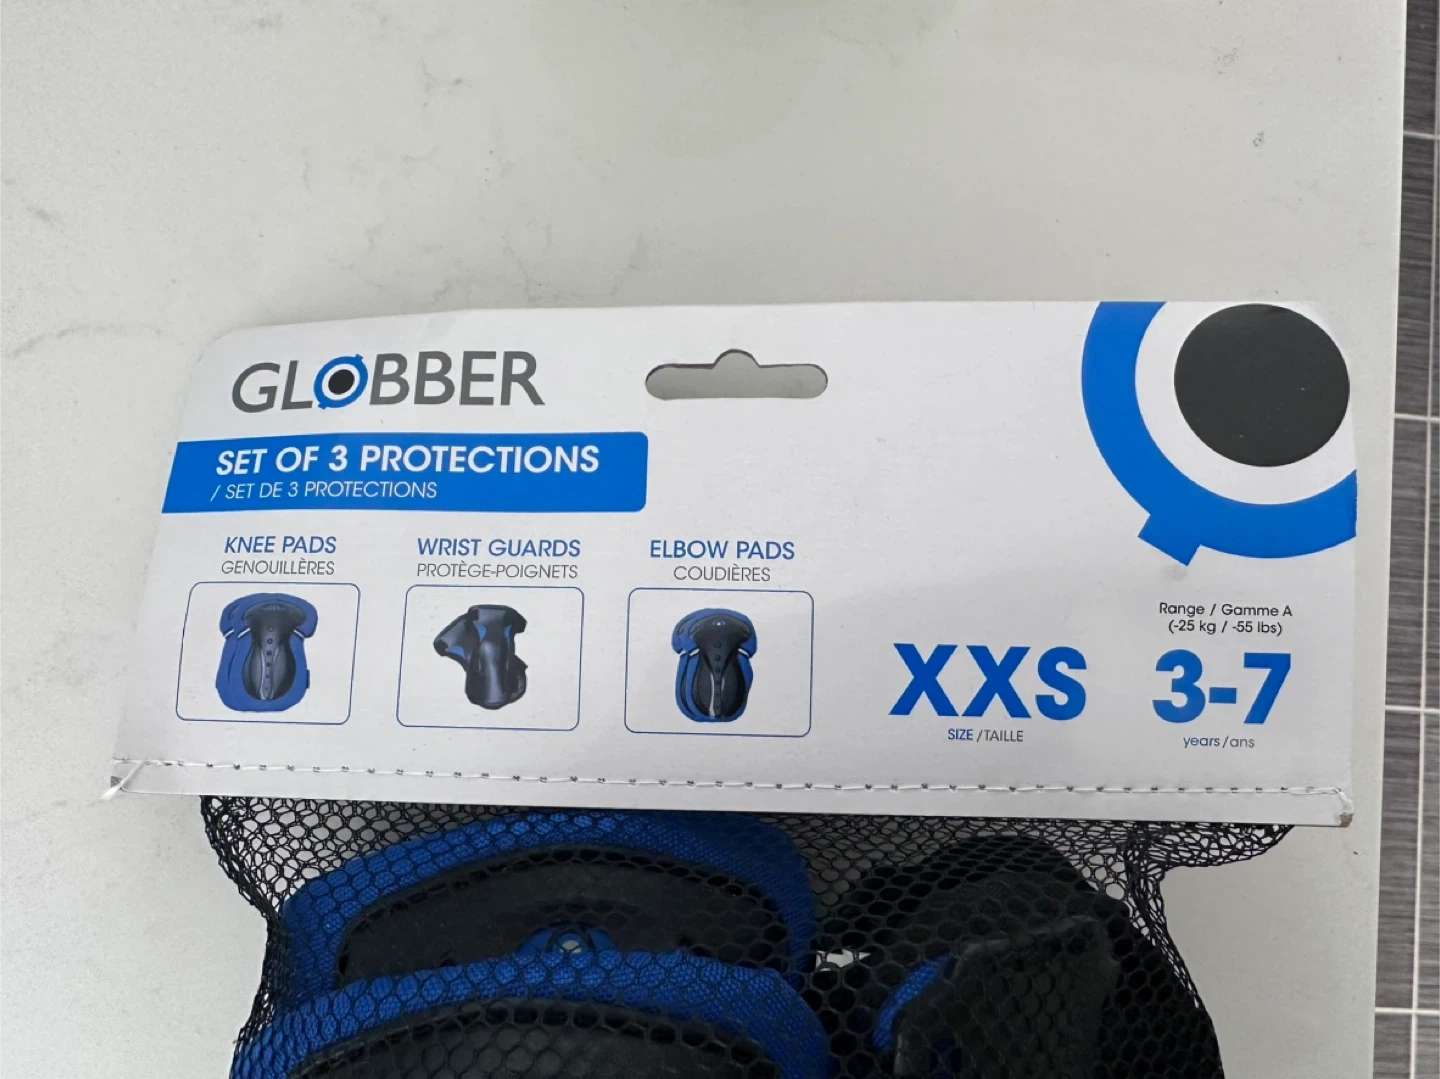 GLOBBER
SET OF 3 PROTECTIONS
/ SET DE 3 PROTECTIONS
KNEE PADS
GENOUILLÈRES
WRIST GUARDS
PROTÈGE-POIGNETS
ELBOW PADS
COUDIÈRES
XXS
SIZE / TAILLE
Range / Gamme A
(-25 kg / -55 lbs)
3-7
years / ans